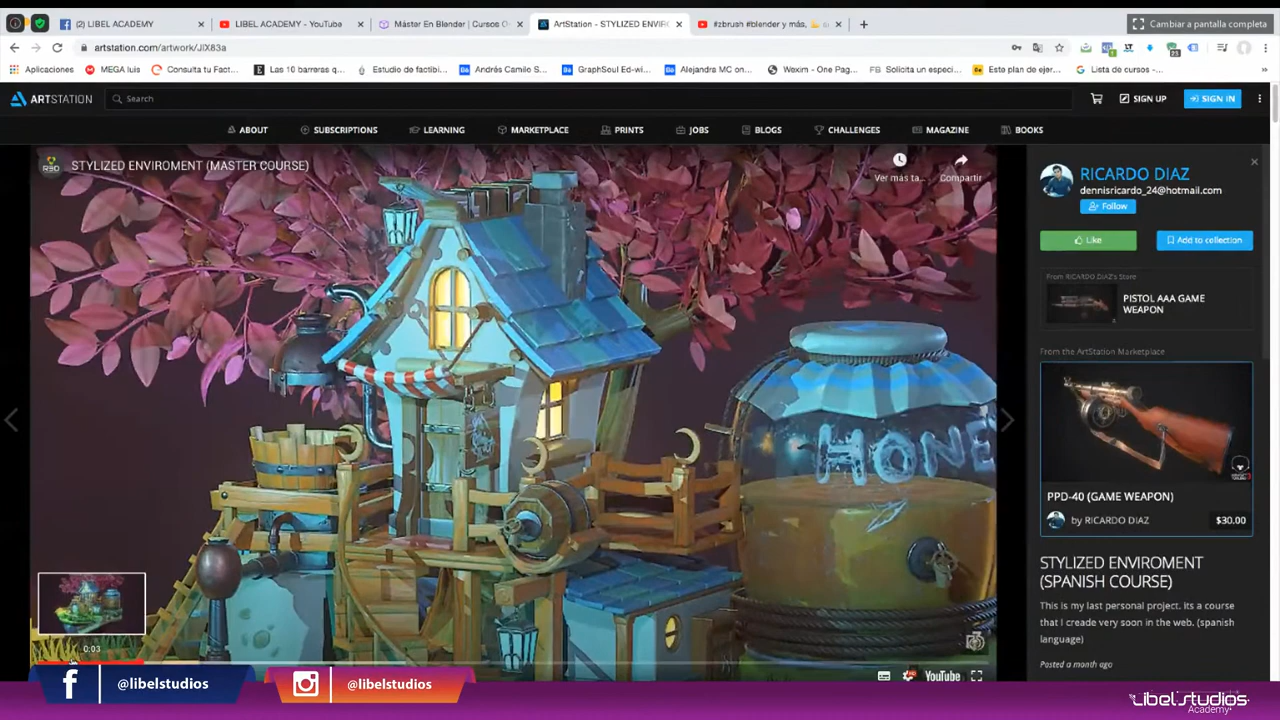 (2) LIBEL ACADEMY
LIBEL ACADEMY - YouTube
Máster En Blender | Cursos O
ArtStation - STYLIZED ENVIR
#zbrush #blender y más,
Cambiar a pantalla completa
artstation.com/artwork/JlX83a
Aplicaciones
MEGA luis
Consulta tu Fact...
Las 10 barreras q...
Estudio de factibi...
Andrés Camilo S...
GraphSoul Ed-wi...
Alejandra MC on...
Wexim - One Pag...
Solicita un especi...
Este plan de ejer...
Lista de cursos -...
ARTSTATION
Search
SIGN UP
SIGN IN
ABOUT
SUBSCRIPTIONS
LEARNING
MARKETPLACE
PRINTS
JOBS
BLOGS
CHALLENGES
MAGAZINE
BOOKS
STYLIZED ENVIROMENT (MASTER COURSE)
Ver más ta...
Compartir
HONE
0:03
YouTube
RICARDO DIAZ
dennisricardo_24@hotmail.com
Follow
Like
Add to collection
From RICARDO DIAZ's Store
PISTOL AAA GAME
WEAPON
From the ArtStation Marketplace
PPD-40 (GAME WEAPON)
by RICARDO DIAZ
$30.00
STYLIZED ENVIROMENT
(SPANISH COURSE)
This is my last personal project. its a course
that I creade very soon in the web. (spanish
language)
Posted a month ago
@libelstudios
@libelstudios
Libel Studios
Academy